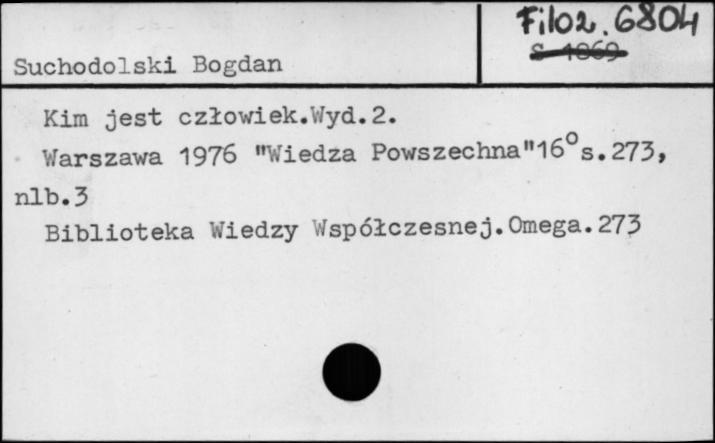 Filoz. 6804
S 1869
Suchodolski Bogdan
Kim jest człowiek.Wyd.2.
Warszawa 1976 "Wiedza Powszechna"16°s.273,
nlb.3
Biblioteka Wiedzy Współczesnej.Omega.273